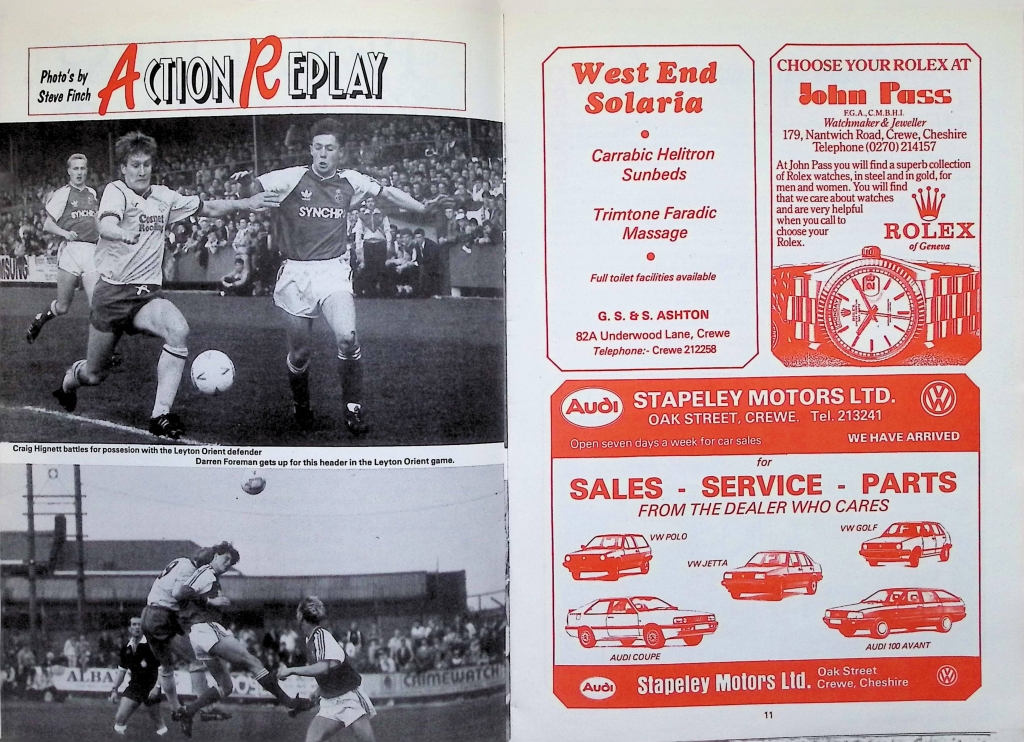 Photo's by
Steve Finch
ACTION REPLAY
SYNCHR
Cosnet
SYNCHR
Craig Hignett battles for possesion with the Leyton Orient defender
Darren Foreman gets up for this header in the Leyton Orient game.
ALBA
CRIMEWATCH
West End
Solaria
Carrabic Helitron
Sunbeds
Trimtone Faradic
Massage
Full toilet facilities available
G. S. & S. ASHTON
82A Underwood Lane, Crewe
Telephone:- Crewe 212258
CHOOSE YOUR ROLEX AT
John Pass
F.G.A., C.M.B.H.I.
Watchmaker & Jeweller
179, Nantwich Road, Crewe, Cheshire
Telephone (0270) 214157
At John Pass you will find a superb collection
of Rolex watches, in steel and in gold, for
men and women. You will find
that we care about watches
and are very helpful
when you call to
choose your
Rolex.
ROLEX
of Geneva
Audi
STAPELEY MOTORS LTD.
OAK STREET, CREWE. Tel. 213241
Open seven days a week for car sales
WE HAVE ARRIVED
for
SALES - SERVICE - PARTS
FROM THE DEALER WHO CARES
VW POLO
VW GOLF
VW JETTA
AUDI COUPE
AUDI 100 AVANT
Audi
Stapeley Motors Ltd.
Oak Street
Crewe, Cheshire
11